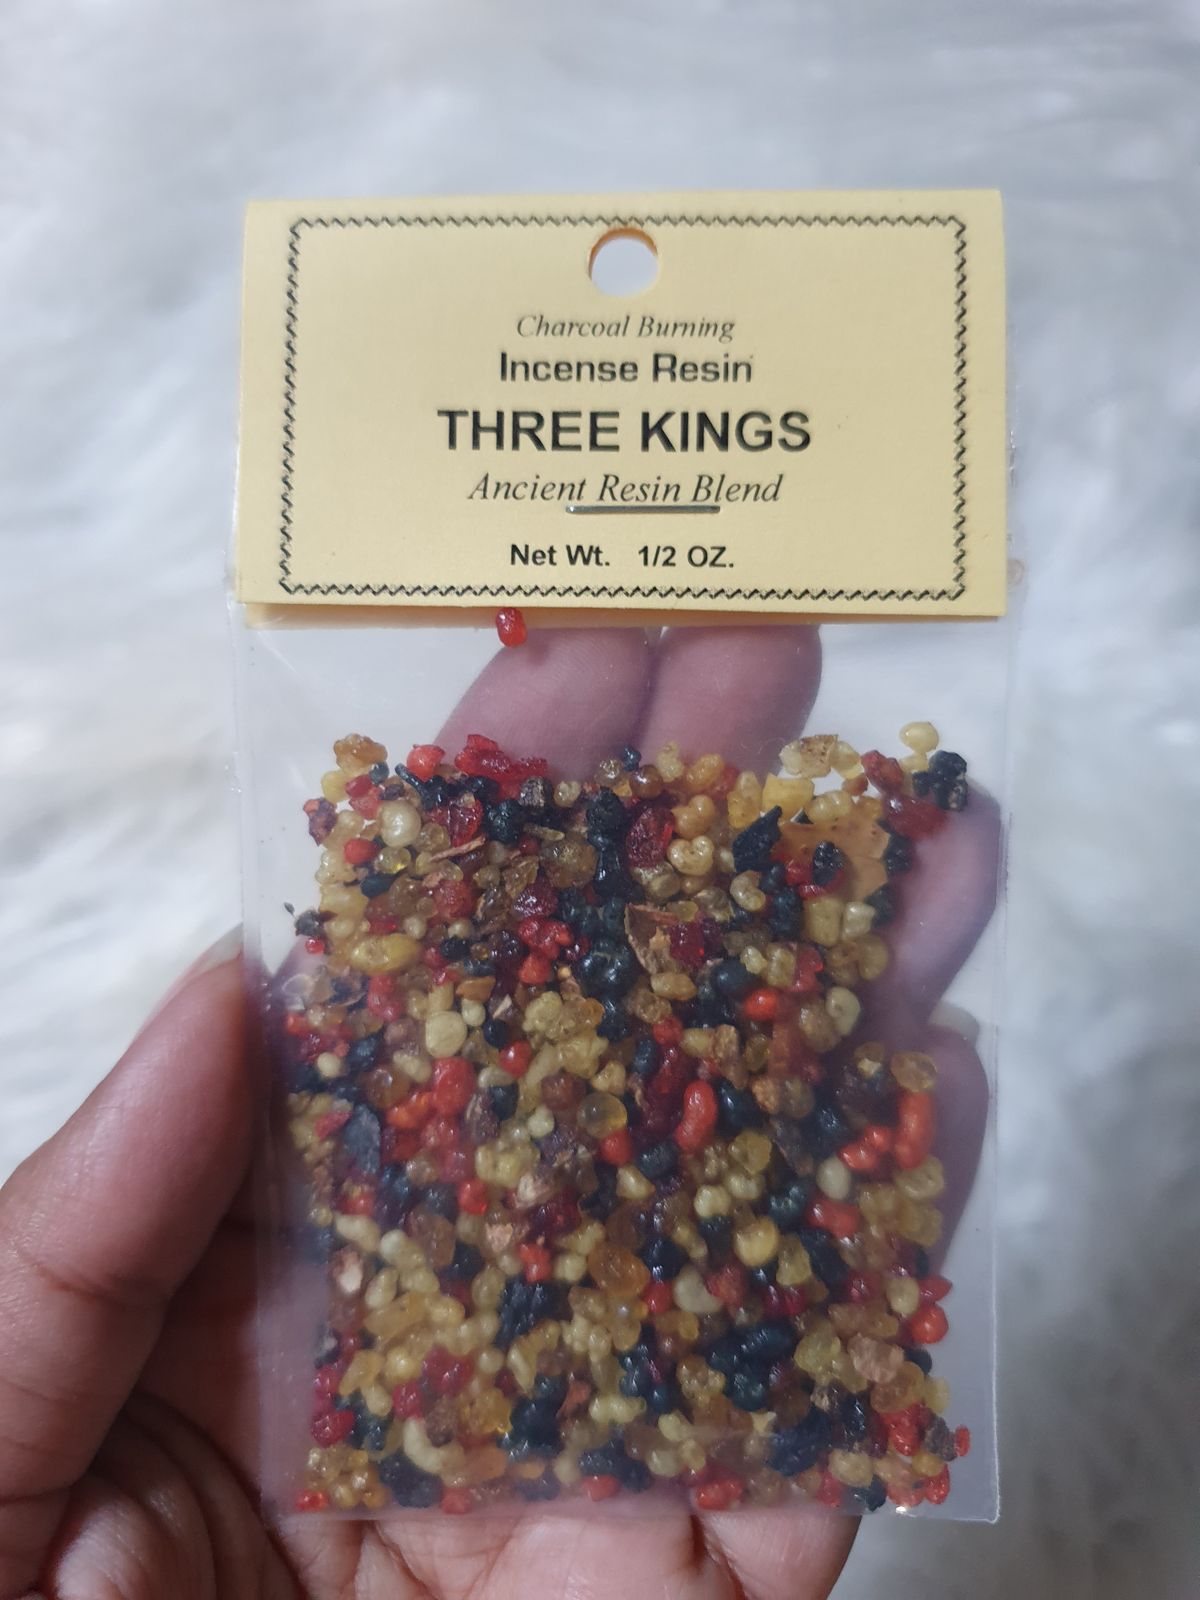 Charcoal Burning
Incense Resin
THREE KINGS
Ancient Resin Blend
Net Wt. 1/2 OZ.